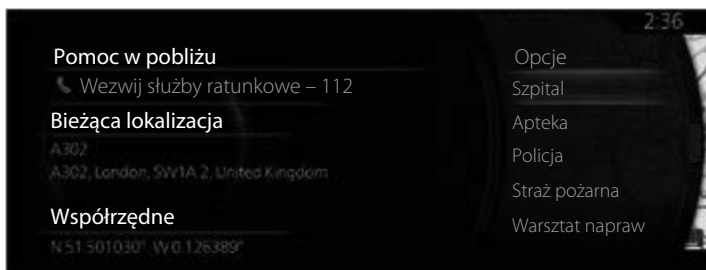 2:36
Pomoc w pobliżu
Wezwij służby ratunkowe – 112
Bieżąca lokalizacja
A302
A302, London, SW1A 2, United Kingdom
Współrzędne
N 51.501030° W 0.126389°
Opcje
Szpital
Apteka
Policja
Straż pożarna
Warsztat napraw